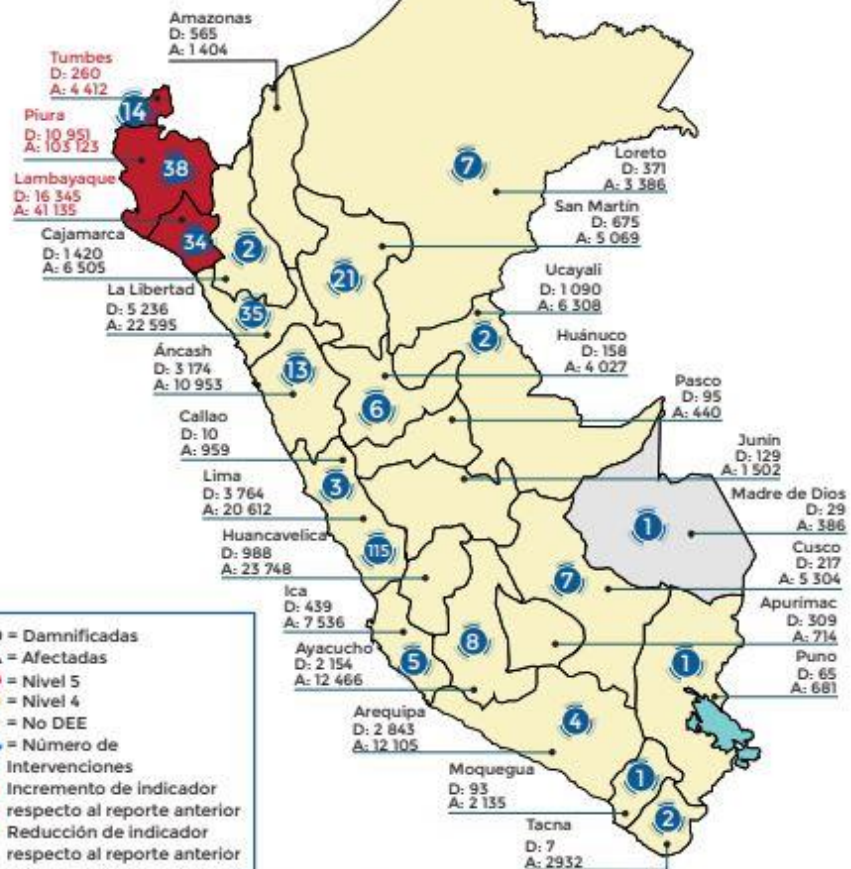 Amazonas
D: 565
A: 1 404
Tumbes
D: 260
A: 4 412
14
Piura
D: 10 951
A: 103 123
38
Lambayaque
D: 16 345
A: 41 135
34
Cajamarca
D: 1 420
A: 6 505
2
La Libertad
D: 5 236
A: 22 595
35
Áncash
D: 3 174
A: 10 953
13
Callao
D: 10
A: 959
3
Lima
D: 3 764
A: 20 612
115
Huancavelica
D: 988
A: 23 748
Ica
D: 439
A: 7 536
5
Ayacucho
D: 2 154
A: 12 466
8
Arequipa
D: 2 843
A: 12 105
4
Moquegua
D: 93
A: 2 135
1
Tacna
D: 7
A: 2932
2
7
Loreto
D: 371
A: 3 386
San Martín
D: 675
A: 5 069
21
Ucayali
D: 1 090
A: 6 308
2
Huánuco
D: 158
A: 4 027
6
Pasco
D: 95
A: 440
Junín
D: 129
A: 1 502
Madre de Dios
D: 29
A: 386
1
Cusco
D: 217
A: 5 304
7
Apurímac
D: 309
A: 714
Puno
D: 65
A: 681
1
= Damnificadas
= Afectadas
= Nivel 5
= Nivel 4
= No DEE
= Número de
Intervenciones
Incremento de indicador
respecto al reporte anterior
Reducción de indicador
respecto al reporte anterior